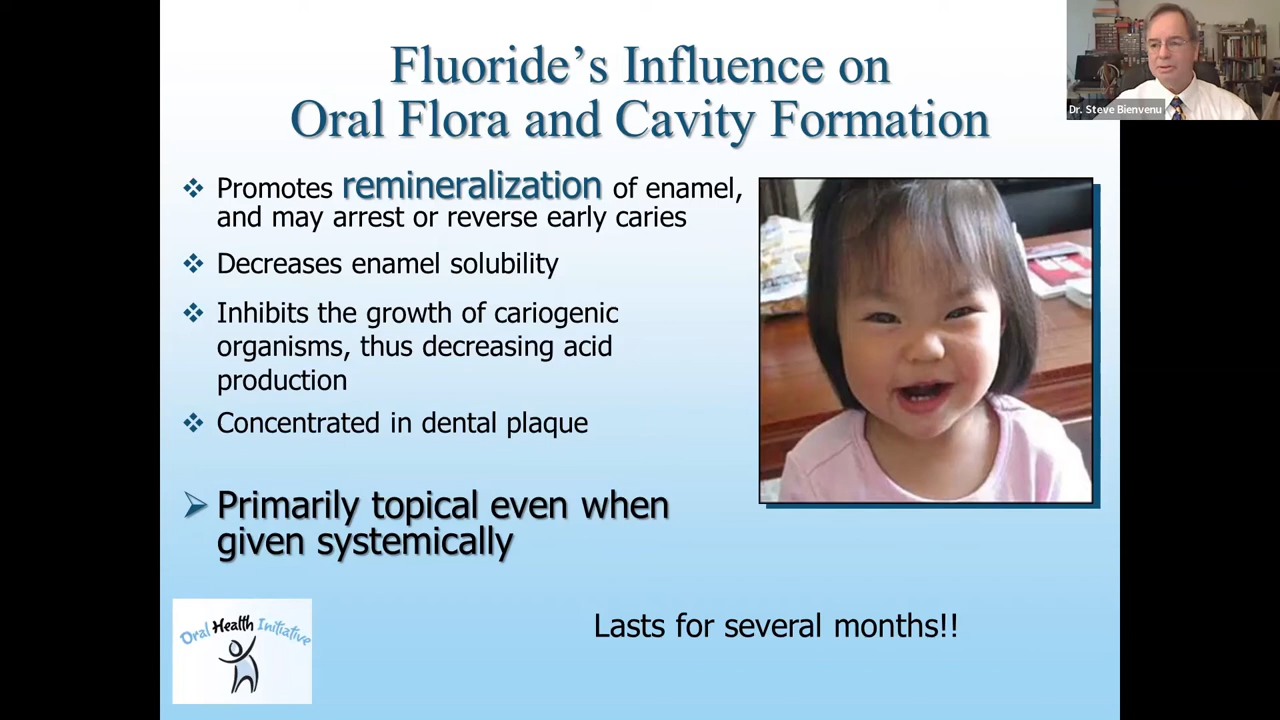 Fluoride's Influence on
Oral Flora and Cavity Formation
Dr. Steve Bienvenu
❖ Promotes remineralization of enamel,
and may arrest or reverse early caries
❖ Decreases enamel solubility
❖ Inhibits the growth of cariogenic
organisms, thus decreasing acid
production
❖ Concentrated in dental plaque
➢ Primarily topical even when
given systemically
Oral Health Initiative
Lasts for several months!!